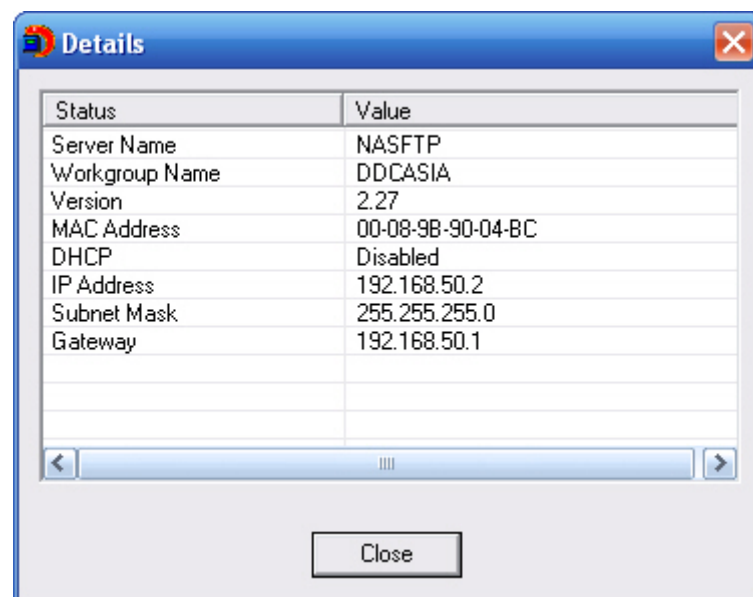 Details
Status Value
Server Name NASFTP
Workgroup Name DDCASIA
Version 2.27
MAC Address 00-08-9B-90-04-BC
DHCP Disabled
IP Address 192.168.50.2
Subnet Mask 255.255.255.0
Gateway 192.168.50.1
Close